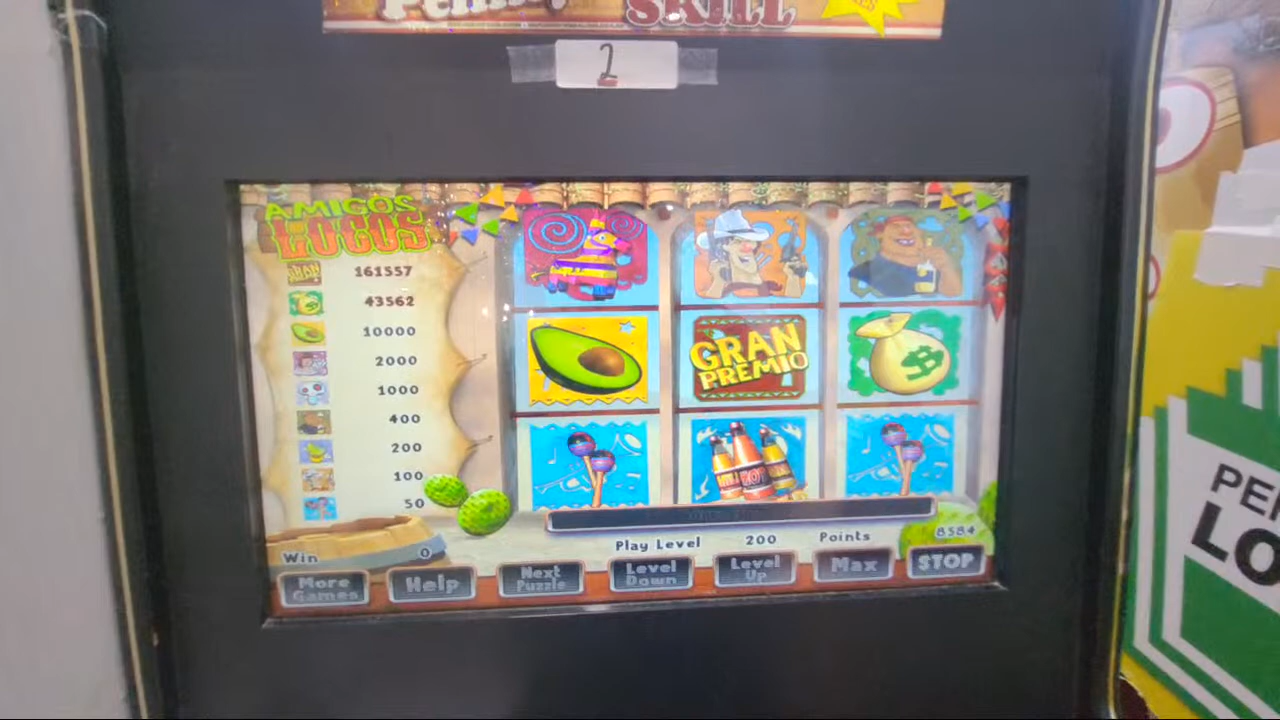 SKILL
2
AMIGOS
LOCOS
161557
43562
10000
2000
1000
400
200
100
50
GRAN
PREMIO
HOT
Win 0
Play Level 200 Points 8584
More Games
Help
Next Puzzle
Level Down
Level Up
Max
STOP
LO